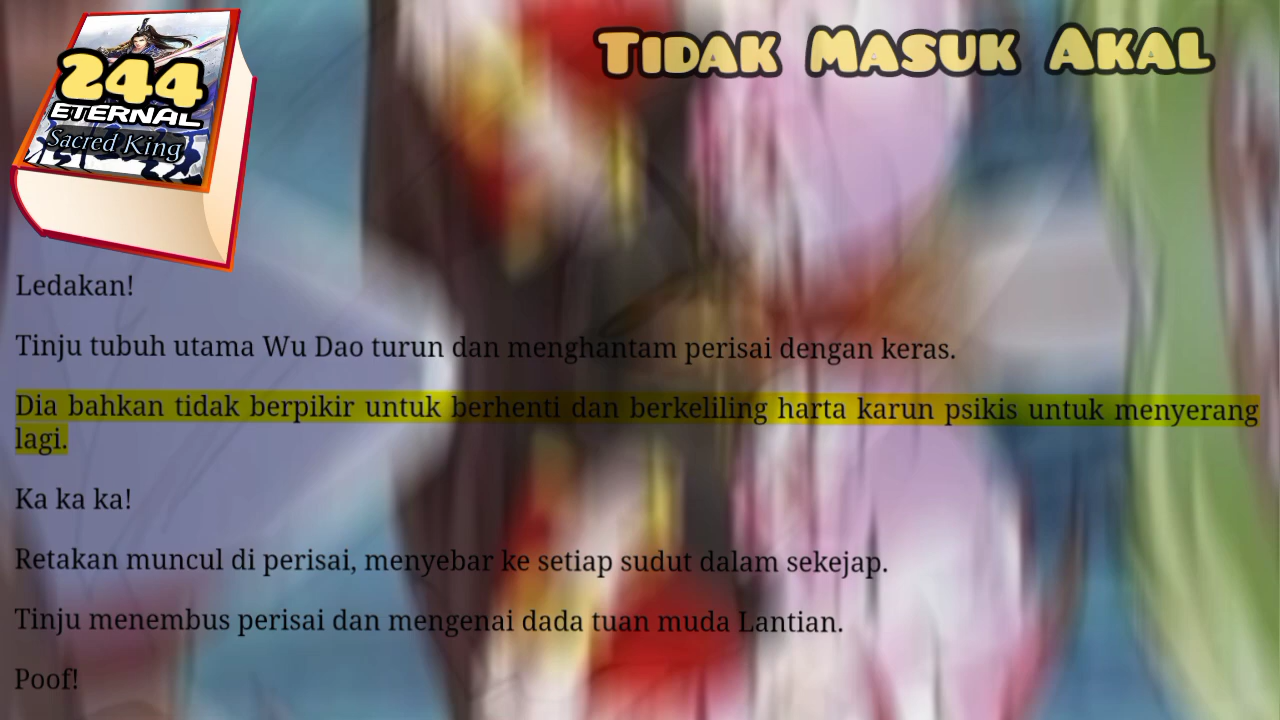 244
ETERNAL
Sacred King
TIDAK MASUK AKAL
Ledakan!
Tinju tubuh utama Wu Dao turun dan menghantam perisai dengan keras.
Dia bahkan tidak berpikir untuk berhenti dan berkeliling harta karun psikis untuk menyerang
lagi.
Ka ka ka!
Retakan muncul di perisai, menyebar ke setiap sudut dalam sekejap.
Tinju menembus perisai dan mengenai dada tuan muda Lantian.
Poof!